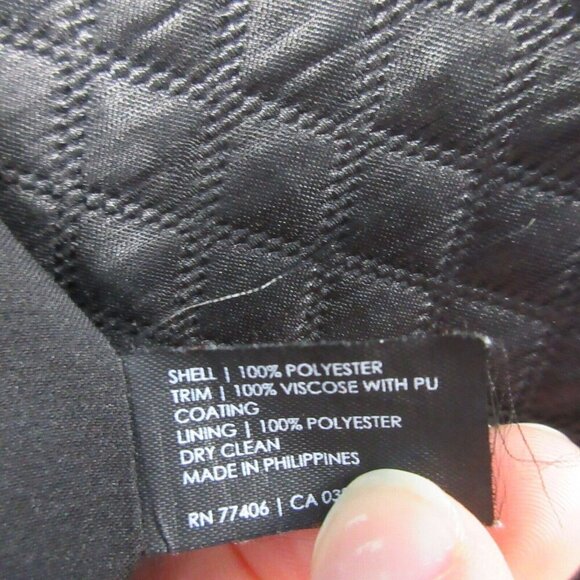 SHELL | 100% POLYESTER
TRIM | 100% VISCOSE WITH PU
COATING
LINING | 100% POLYESTER
DRY CLEAN
MADE IN PHILIPPINES
RN 77406 | CA